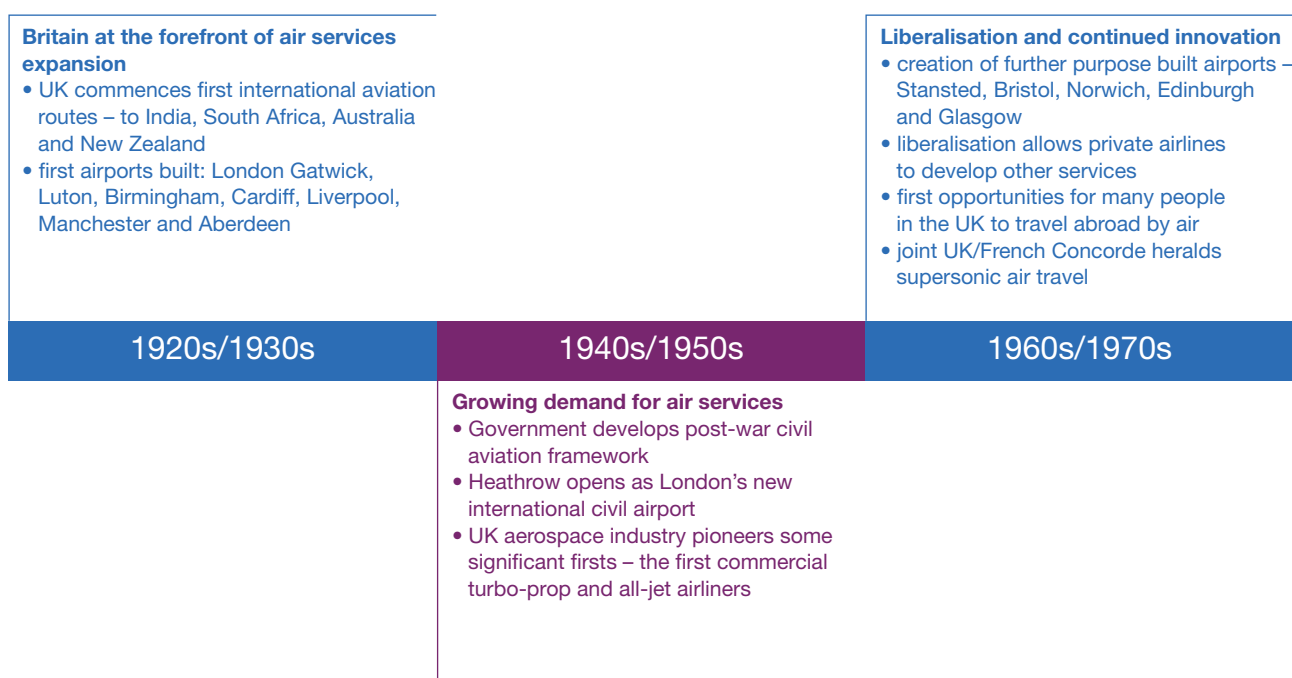 Britain at the forefront of air services
expansion
• UK commences first international aviation
routes – to India, South Africa, Australia
and New Zealand
• first airports built: London Gatwick,
Luton, Birmingham, Cardiff, Liverpool,
Manchester and Aberdeen
1920s/1930s
1940s/1950s
Growing demand for air services
• Government develops post-war civil
aviation framework
• Heathrow opens as London’s new
international civil airport
• UK aerospace industry pioneers some
significant firsts – the first commercial
turbo-prop and all-jet airliners
Liberalisation and continued innovation
• creation of further purpose built airports –
Stansted, Bristol, Norwich, Edinburgh
and Glasgow
• liberalisation allows private airlines
to develop other services
• first opportunities for many people
in the UK to travel abroad by air
• joint UK/French Concorde heralds
supersonic air travel
1960s/1970s